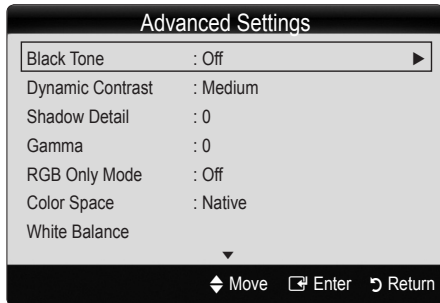 Advanced Settings
Black Tone : Off ►
Dynamic Contrast : Medium
Shadow Detail : 0
Gamma : 0
RGB Only Mode : Off
Color Space : Native
White Balance
▼
Move Enter Return